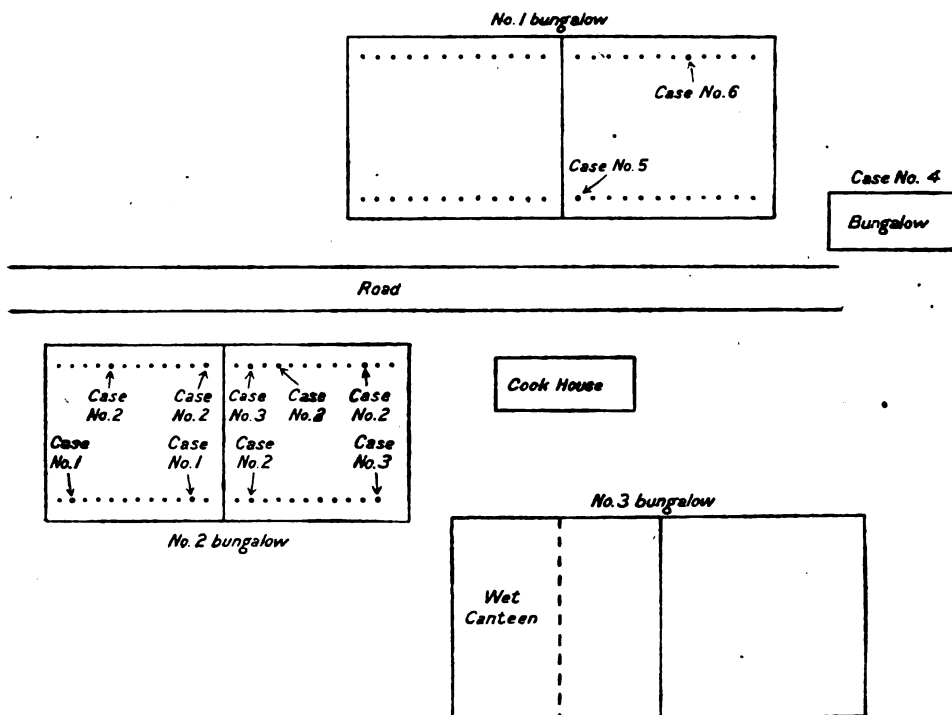 No. 1 bungalow
Case No. 6
Case No. 5
Case No. 4
Bungalow
Road
Case
No. 2
Case
No. 2
Case
No. 3
Case
No. 2
Case
No. 2
Cook House
Case
No. 1
Case
No. 1
Case
No. 2
Case
No. 3
No. 2 bungalow
No. 3 bungalow
Wet
Canteen